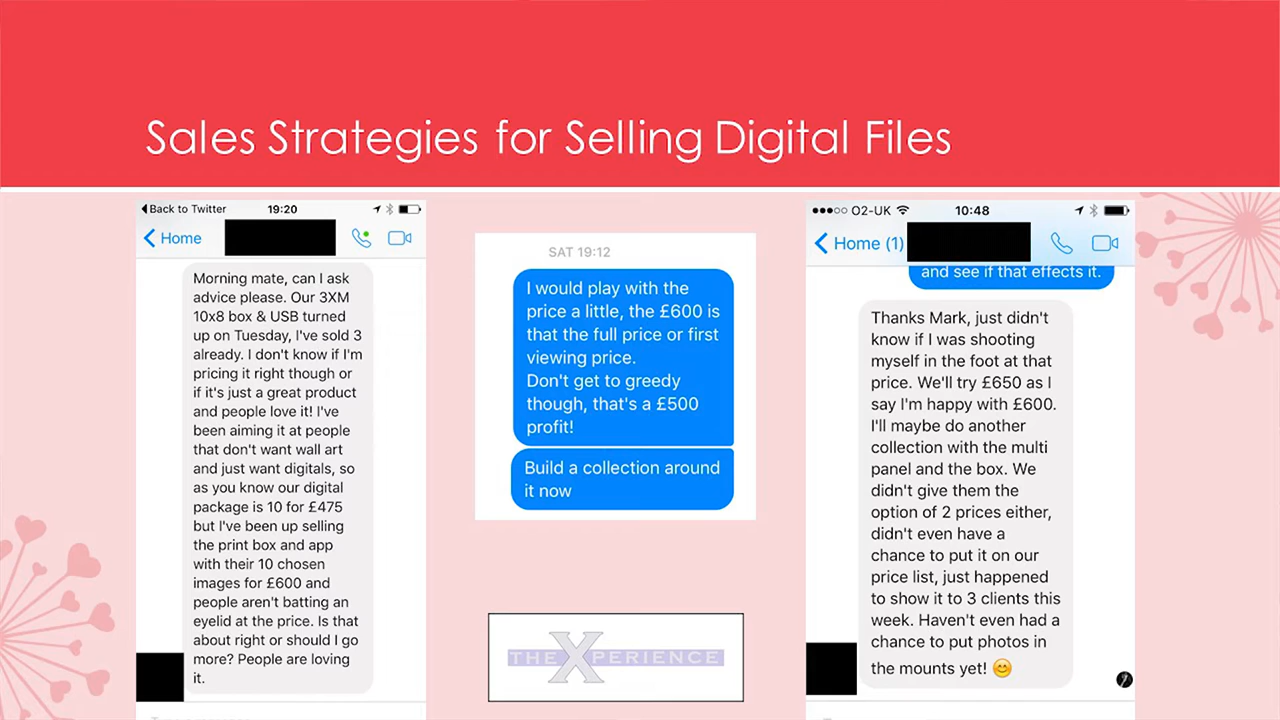 Sales Strategies for Selling Digital Files
Back to Twitter 19:20
Home
Morning mate, can I ask
advice please. Our 3XM
10x8 box & USB turned
up on Tuesday, I've sold 3
already. I don't know if I'm
pricing it right though or
if it's just a great product
and people love it! I've
been aiming it at people
that don't want wall art
and just want digitals, so
as you know our digital
package is 10 for £475
but I've been up selling
the print box and app
with their 10 chosen
images for £600 and
people aren't batting an
eyelid at the price. Is that
about right or should I go
more? People are loving
it.
SAT 19:12
I would play with the
price a little, the £600 is
that the full price or first
viewing price.
Don't get to greedy
though, that's a £500
profit!
Build a collection around
it now
THE XPERIENCE
O2-UK 10:48
Home (1)
and see if that effects it.
Thanks Mark, just didn't
know if I was shooting
myself in the foot at that
price. We'll try £650 as I
say I'm happy with £600.
I'll maybe do another
collection with the multi
panel and the box. We
didn't give them the
option of 2 prices either,
didn't even have a
chance to put it on our
price list, just happened
to show it to 3 clients this
week. Haven't even had a
chance to put photos in
the mounts yet! 😊